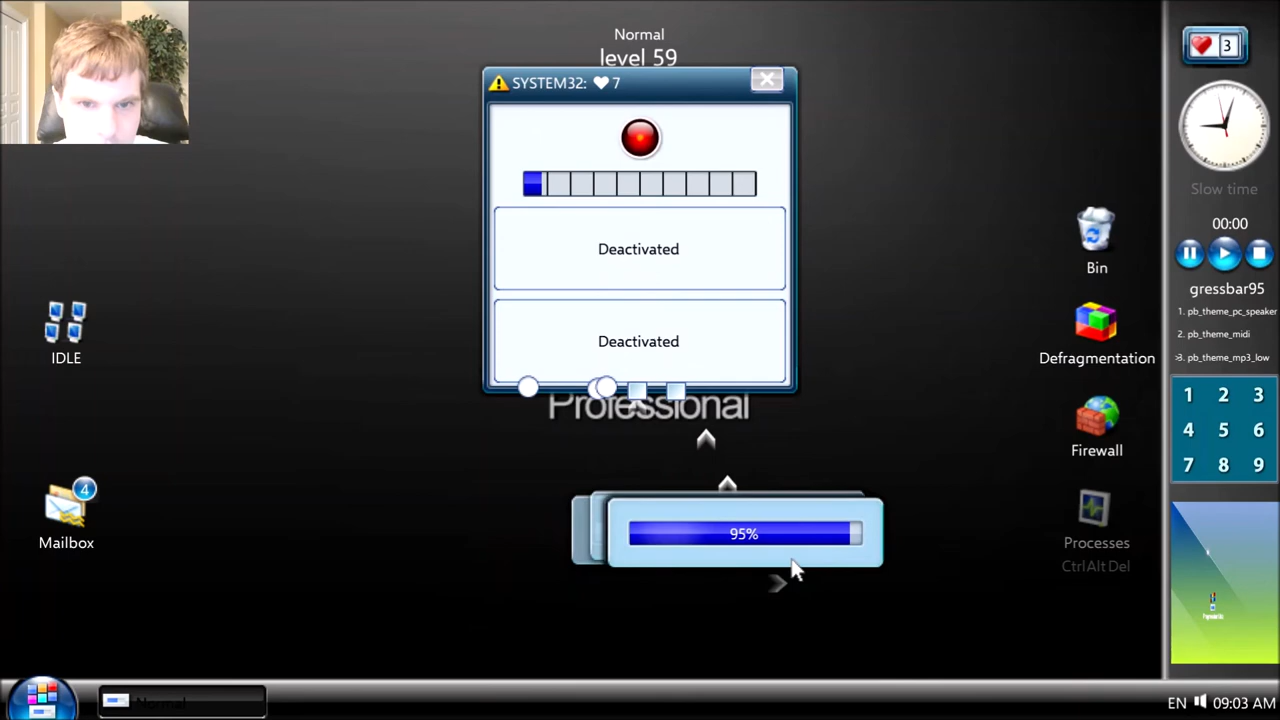 Normal
level 59
SYSTEM32: 7
Deactivated
Deactivated
Professional
95%
IDLE
4
Mailbox
3
Slow time
00:00
gressbar95
1. pb_theme_pc_speaker
2. pb_theme_midi
>3. pb_theme_mp3_low
1 2 3
4 5 6
7 8 9
Bin
Defragmentation
Firewall
Processes
CtrlAltDel
Normal
EN 09:03 AM